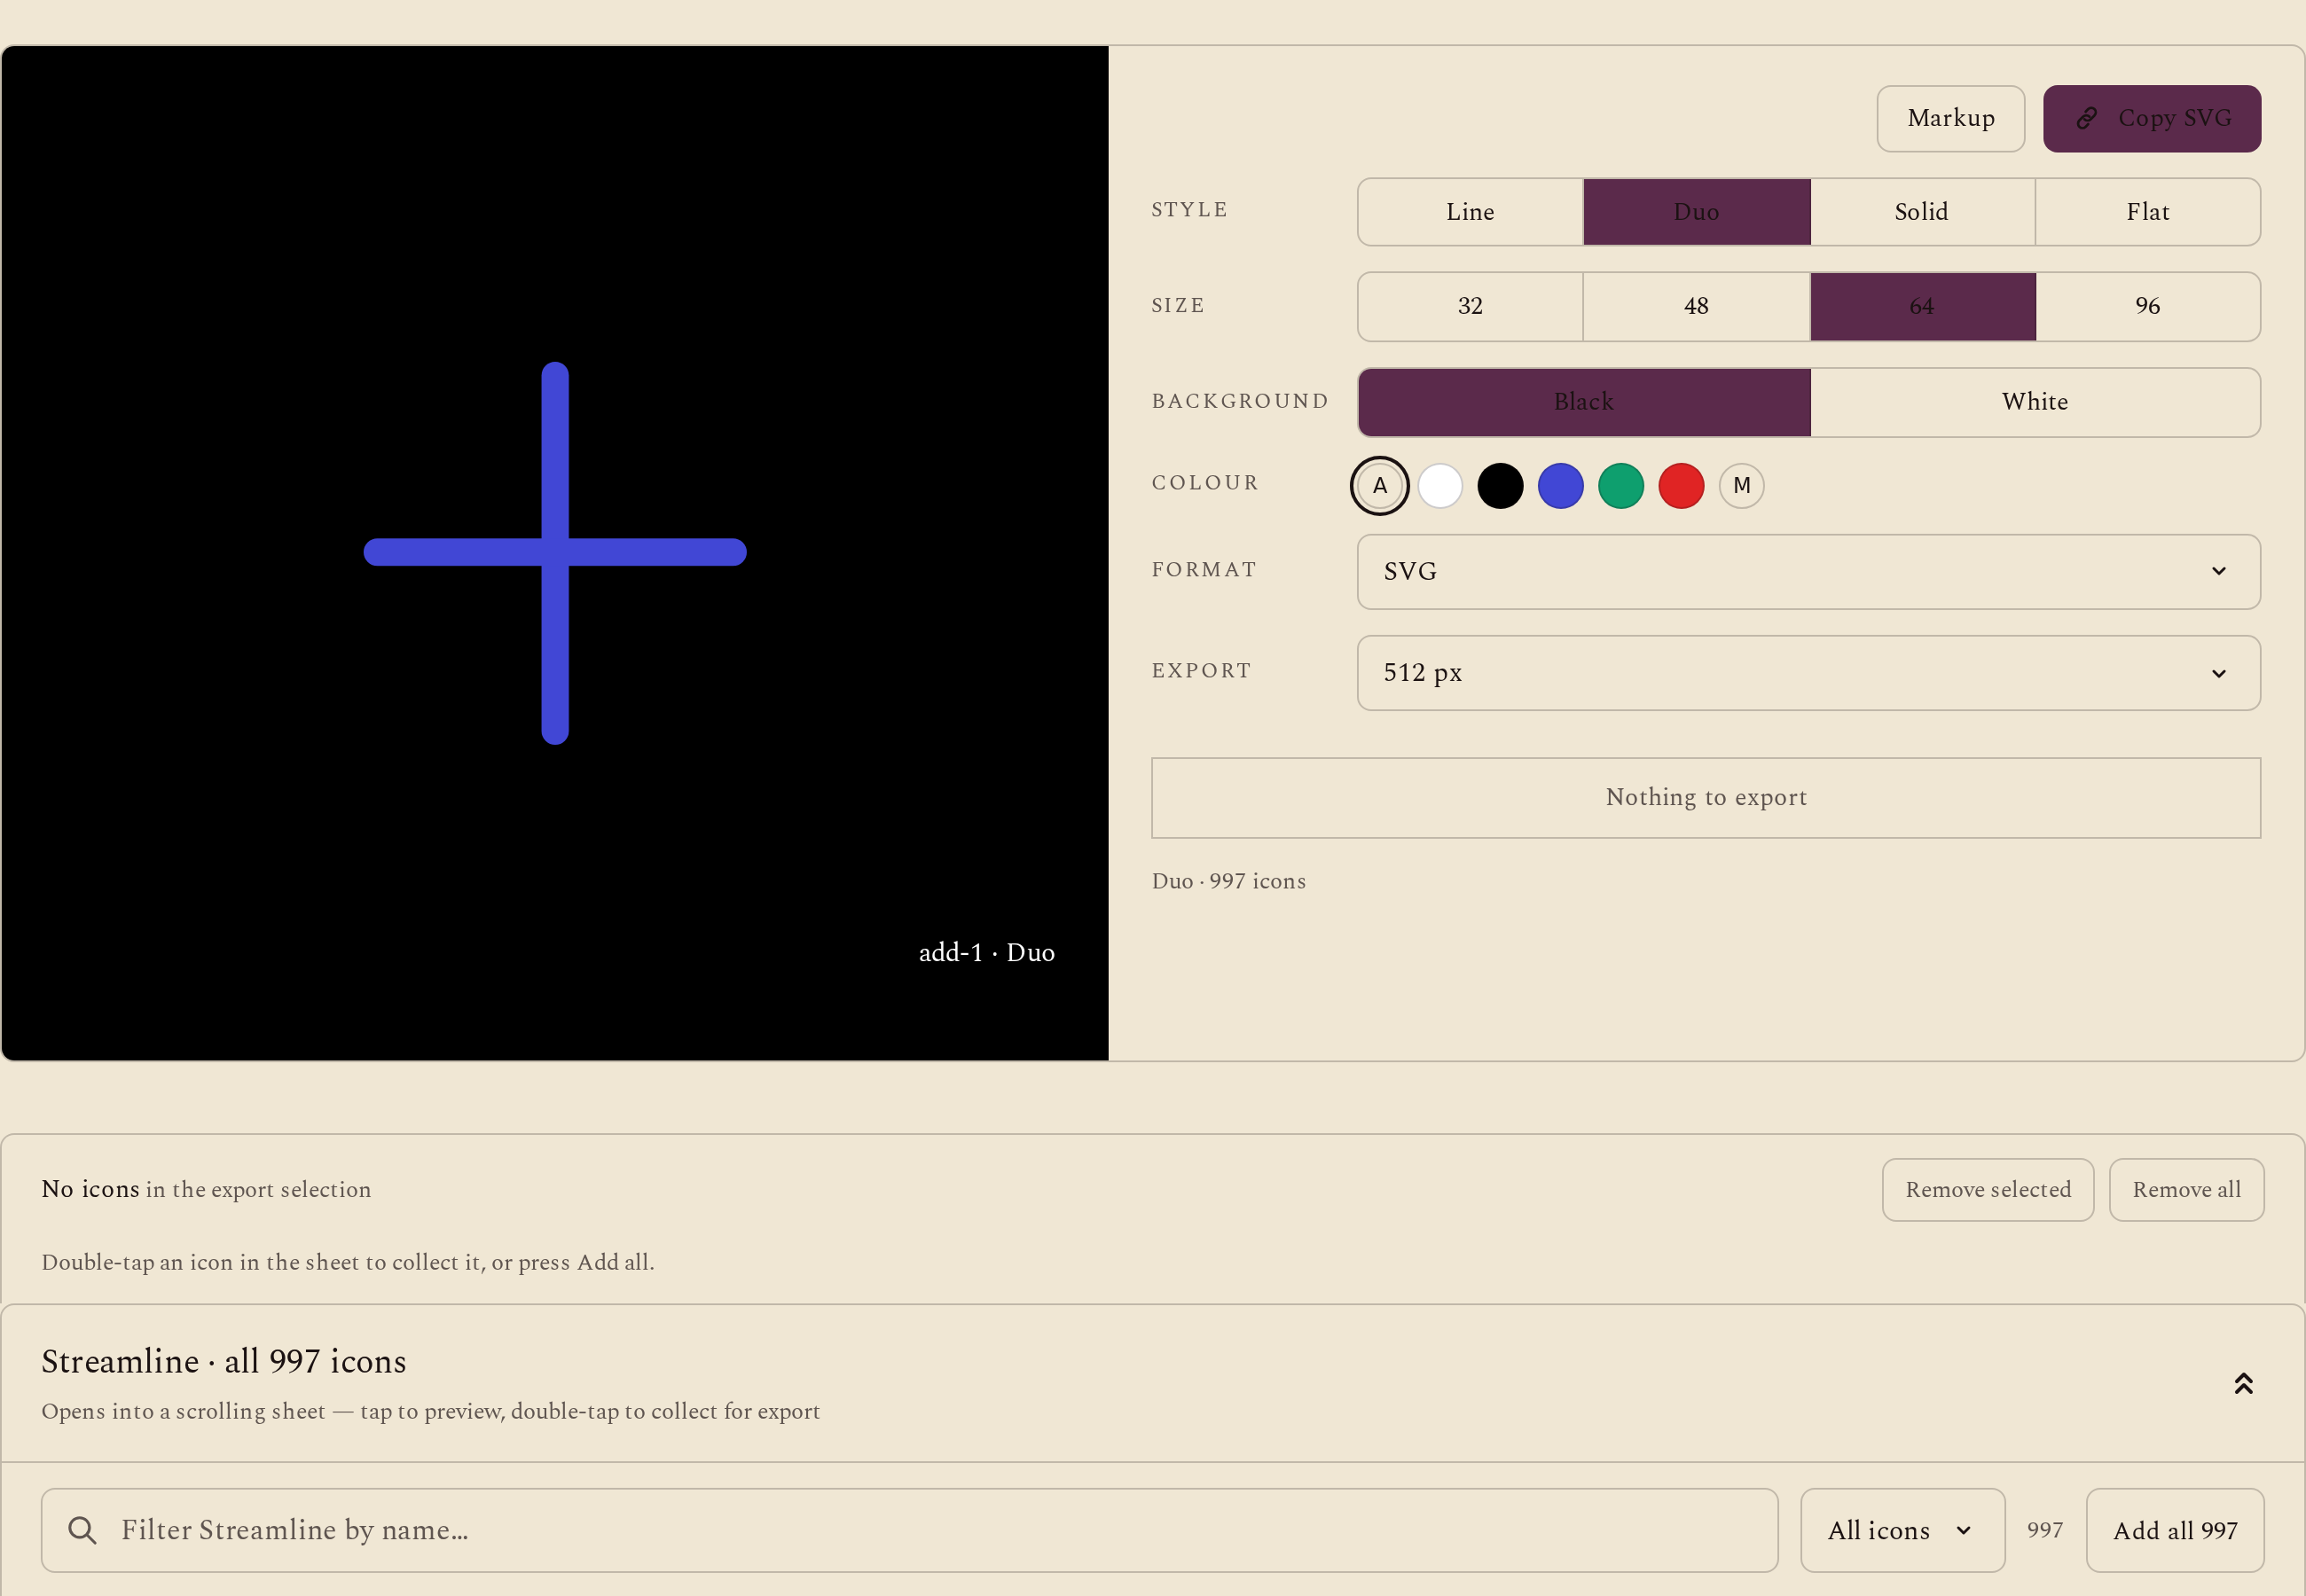 Markup
Copy SVG
STYLE
Line
Duo
Solid
Flat
SIZE
32
48
64
96
BACKGROUND
Black
White
COLOUR
A
M
FORMAT
SVG
EXPORT
512 px
Nothing to export
Duo · 997 icons
add-1 · Duo
No icons in the export selection
Remove selected
Remove all
Double-tap an icon in the sheet to collect it, or press Add all.
Streamline · all 997 icons
Opens into a scrolling sheet — tap to preview, double-tap to collect for export
Filter Streamline by name…
All icons
997
Add all 997